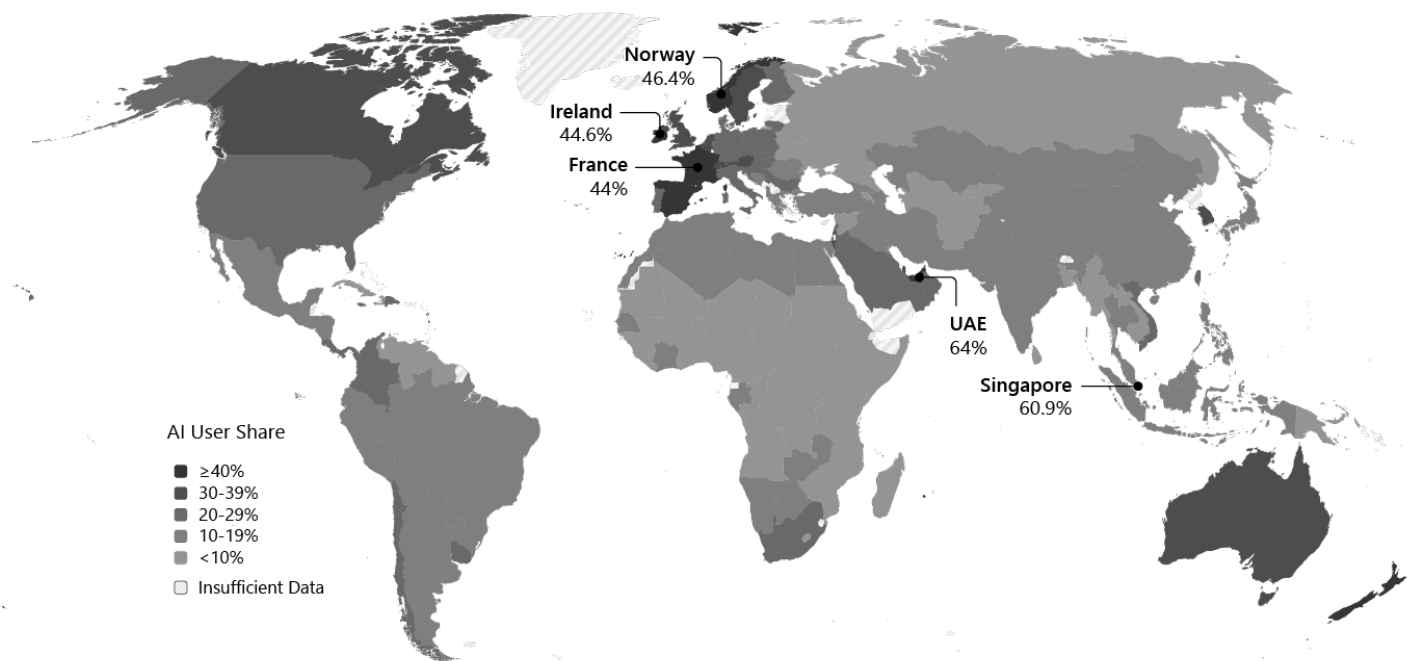 Norway
46.4%
Ireland
44.6%
France
44%
UAE
64%
Singapore
60.9%
AI User Share
≥40%
30-39%
20-29%
10-19%
<10%
Insufficient Data